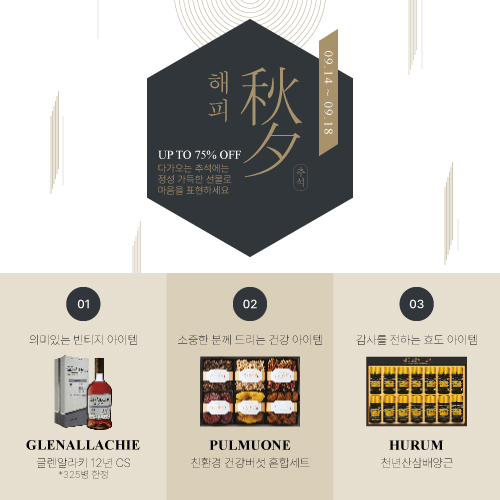 해피
秋夕
추석
09.14 ~ 09.18
UP TO 75% OFF
다가오는 추석에는
정성 가득한 선물로
마음을 표현하세요
01
의미있는 빈티지 아이템
GLENALLACHIE
글렌알라키 12년 CS
*325병 한정
02
소중한 분께 드리는 건강 아이템
PULMUONE
친환경 건강버섯 혼합세트
03
감사를 전하는 효도 아이템
HURUM
천년산삼배양근